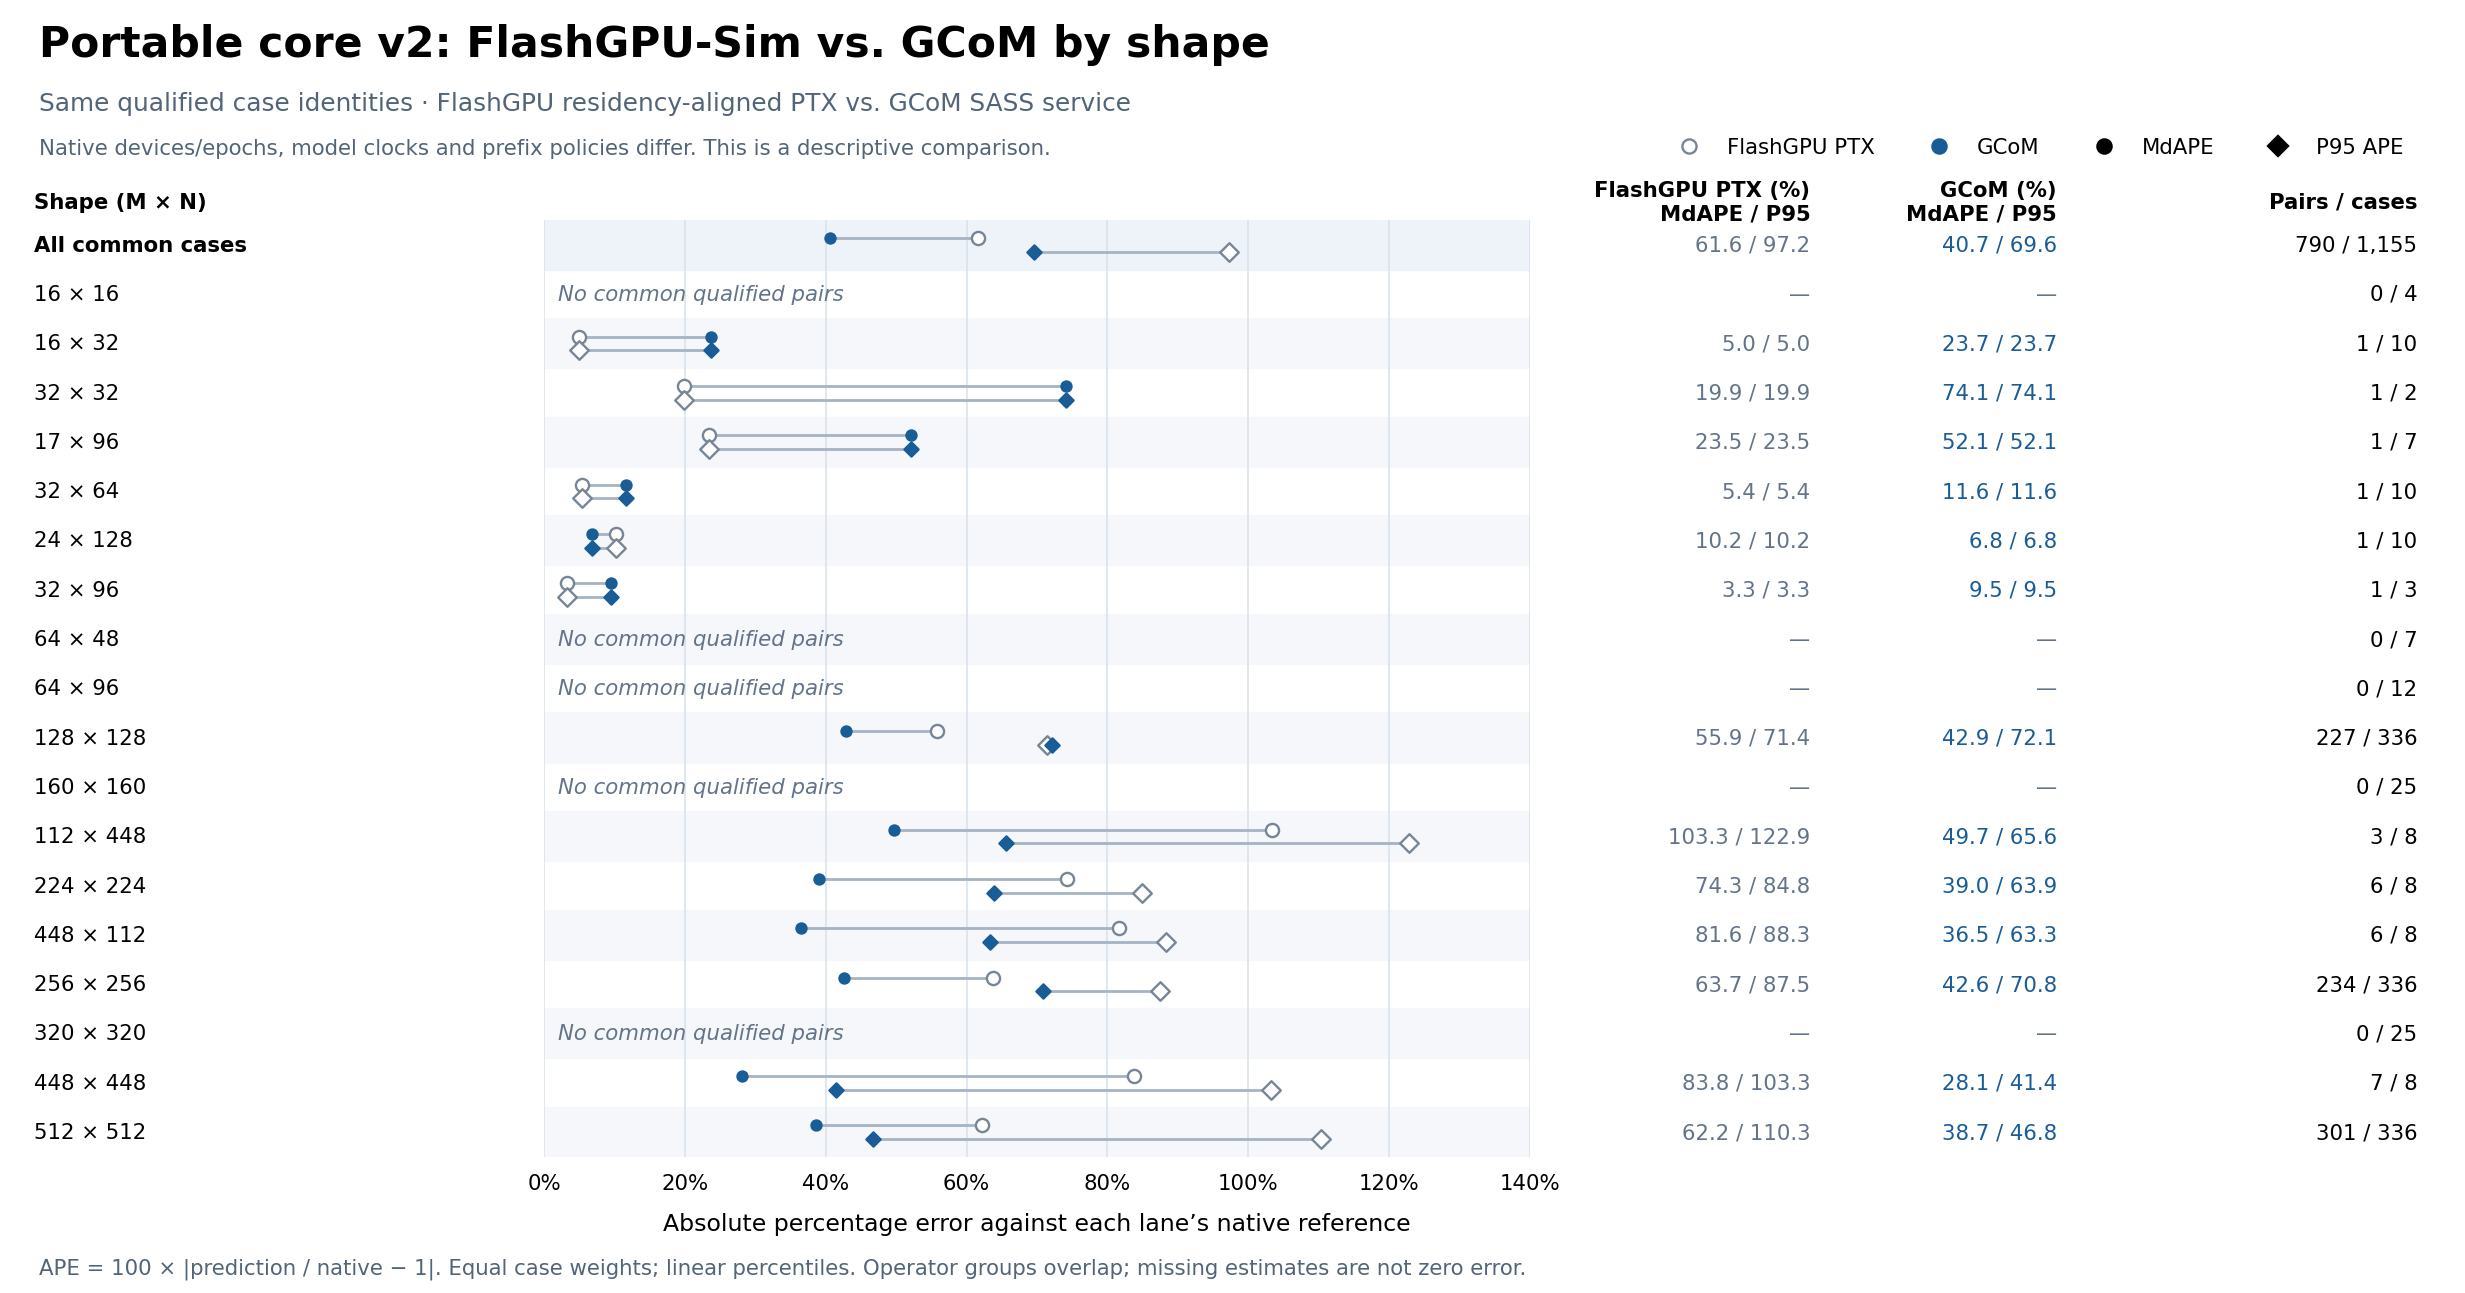 Portable core v2: FlashGPU-Sim vs. GCoM by shape
Same qualified case identities · FlashGPU residency-aligned PTX vs. GCoM SASS service
Native devices/epochs, model clocks and prefix policies differ. This is a descriptive comparison.
FlashGPU PTX GCoM MdAPE P95 APE
Shape (M × N) FlashGPU PTX (%) MdAPE / P95 GCoM (%) MdAPE / P95 Pairs / cases
All common cases 61.6 / 97.2 40.7 / 69.6 790 / 1,155
16 × 16 No common qualified pairs — — 0 / 4
16 × 32 5.0 / 5.0 23.7 / 23.7 1 / 10
32 × 32 19.9 / 19.9 74.1 / 74.1 1 / 2
17 × 96 23.5 / 23.5 52.1 / 52.1 1 / 7
32 × 64 5.4 / 5.4 11.6 / 11.6 1 / 10
24 × 128 10.2 / 10.2 6.8 / 6.8 1 / 10
32 × 96 3.3 / 3.3 9.5 / 9.5 1 / 3
64 × 48 No common qualified pairs — — 0 / 7
64 × 96 No common qualified pairs — — 0 / 12
128 × 128 55.9 / 71.4 42.9 / 72.1 227 / 336
160 × 160 No common qualified pairs — — 0 / 25
112 × 448 103.3 / 122.9 49.7 / 65.6 3 / 8
224 × 224 74.3 / 84.8 39.0 / 63.9 6 / 8
448 × 112 81.6 / 88.3 36.5 / 63.3 6 / 8
256 × 256 63.7 / 87.5 42.6 / 70.8 234 / 336
320 × 320 No common qualified pairs — — 0 / 25
448 × 448 83.8 / 103.3 28.1 / 41.4 7 / 8
512 × 512 62.2 / 110.3 38.7 / 46.8 301 / 336
0% 20% 40% 60% 80% 100% 120% 140%
Absolute percentage error against each lane’s native reference
APE = 100 × |prediction / native − 1|. Equal case weights; linear percentiles. Operator groups overlap; missing estimates are not zero error.